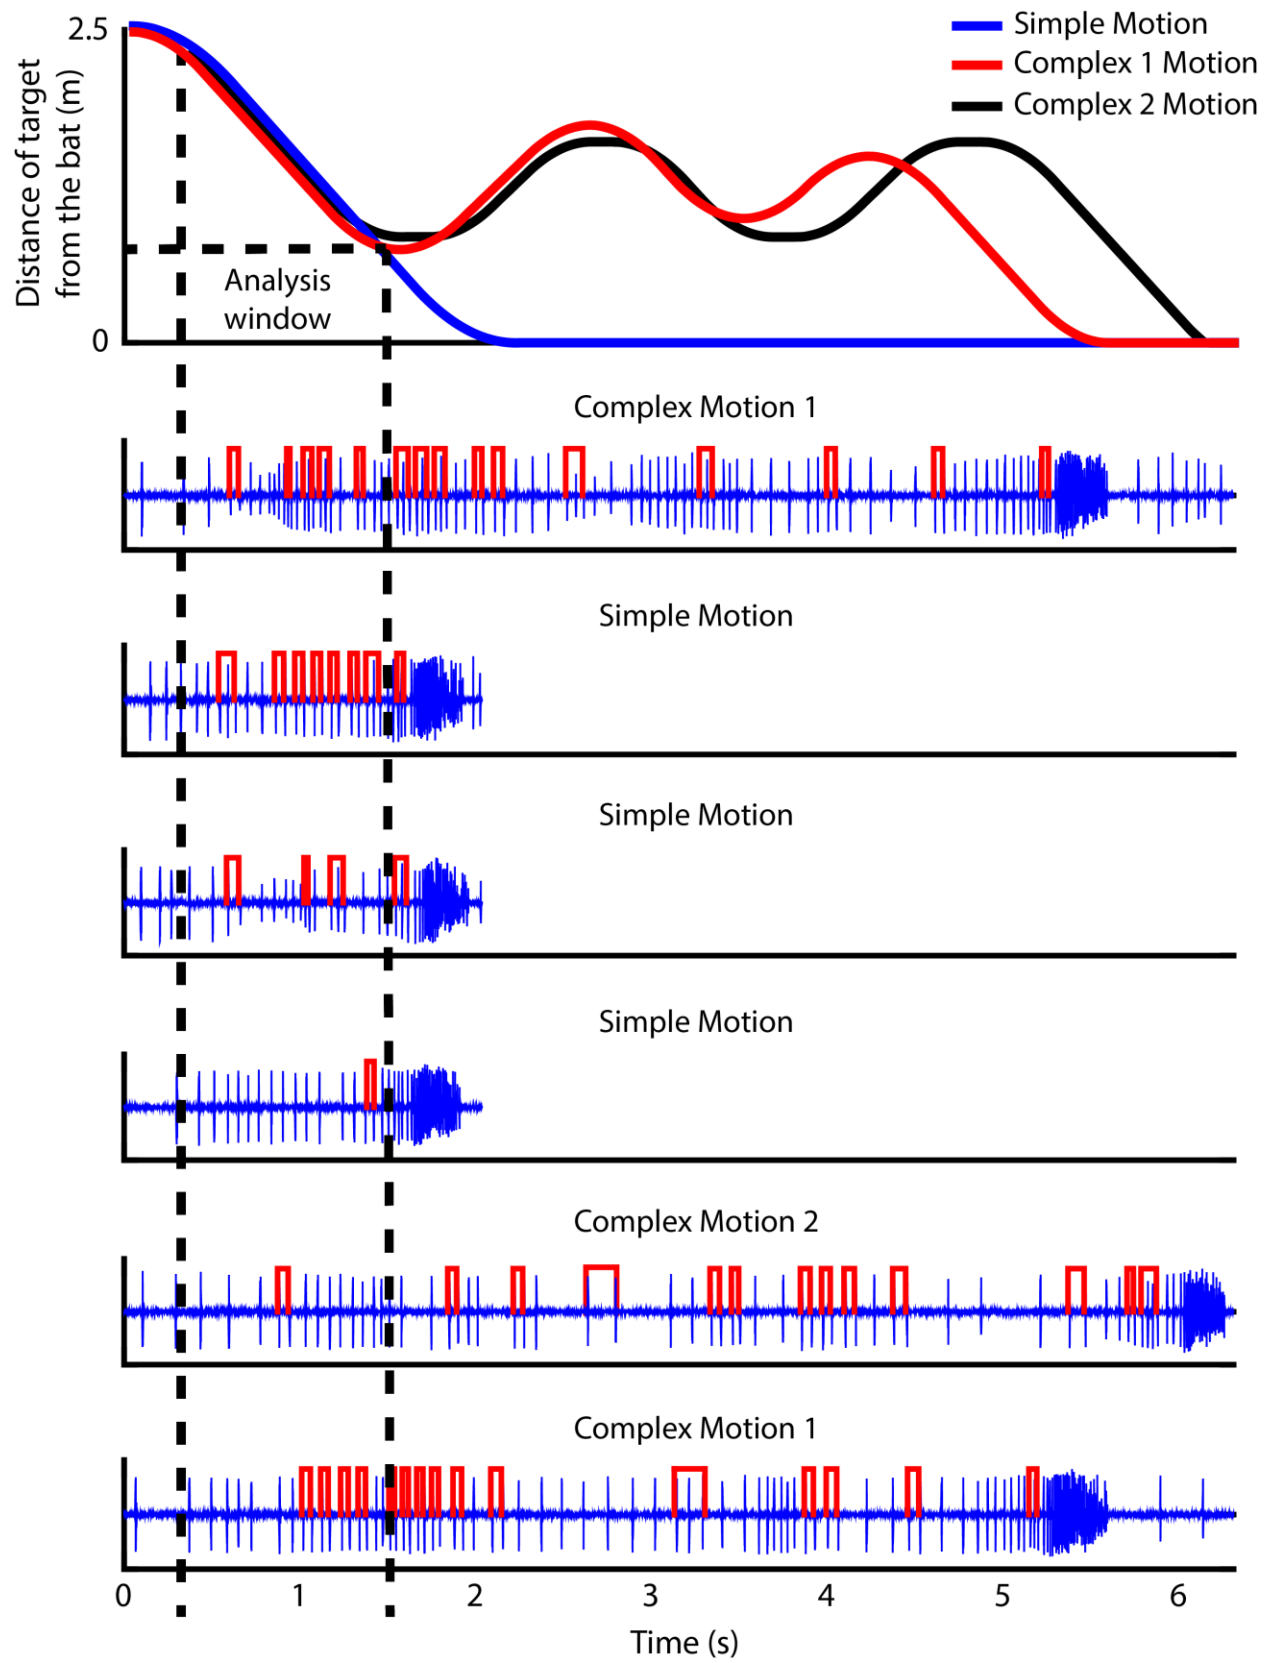 Simple Motion
Complex 1 Motion
Complex 2 Motion
2.5
Distance of target
from the bat (m)
0
Analysis
window
Complex Motion 1
Simple Motion
Simple Motion
Simple Motion
Complex Motion 2
Complex Motion 1
0 1 2 3 4 5 6
Time (s)